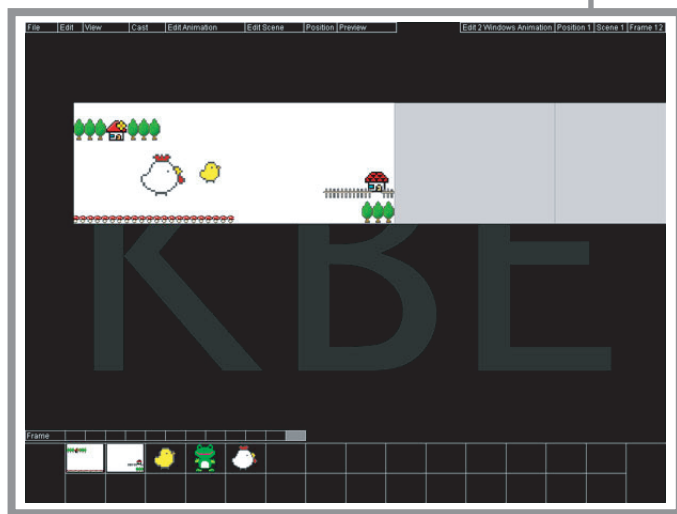 File Edit View Cast Edit Animation Edit Scene Position Preview Edit 2 Windows Animation Position 1 Scene 1 Frame 12
KBE
Frame